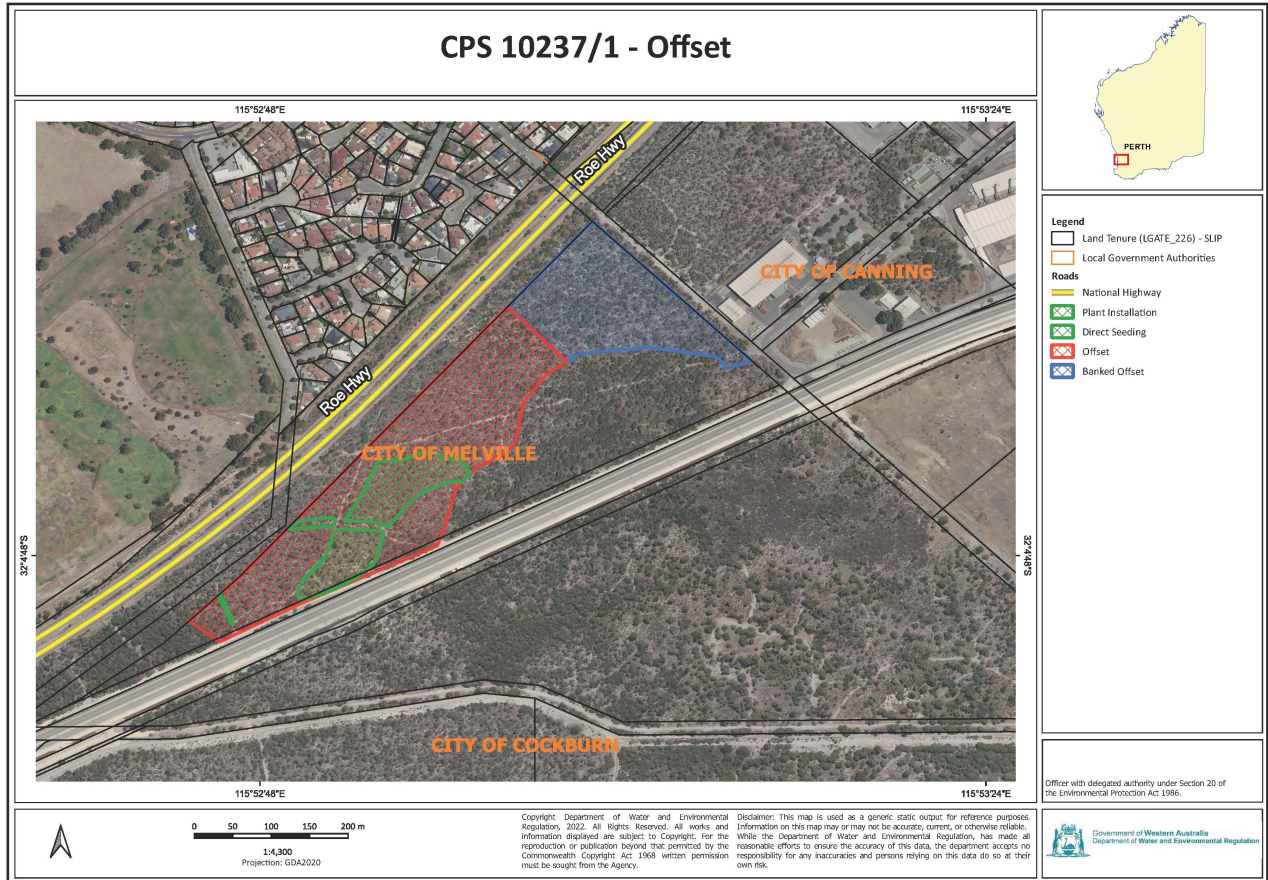 CPS 10237/1 - Offset
115°52'48"E
115°53'24"E
Roe Hwy
CITY OF CANNING
Roe Hwy
CITY OF MELVILLE
32°4'48"S
32°4'48"S
CITY OF COCKBURN
115°52'48"E
115°53'24"E
PERTH
Legend
Land Tenure (LGATE_226) - SLIP
Local Government Authorities
Roads
National Highway
Plant Installation
Direct Seeding
Offset
Banked Offset
Officer with delegated authority under Section 20 of
the Environmental Protection Act 1986.
0 50 100 150 200 m
1:4,300
Projection: GDA2020
Copyright Department of Water and Environmental
Regulation, 2022. All Rights Reserved. All works and
information displayed are subject to Copyright. For the
reproduction or publication beyond that permitted by the
Commonwealth Copyright Act 1968 written permission
must be sought from the Agency.
Disclaimer: This map is used as a generic static output for reference purposes.
Information on this map may or may not be accurate, current, or otherwise reliable.
While the Department of Water and Environmental Regulation, has made all
reasonable efforts to ensure the accuracy of this data, the department accepts no
responsibility for any inaccuracies and persons relying on this data do so at their
own risk.
Government of Western Australia
Department of Water and Environmental Regulation